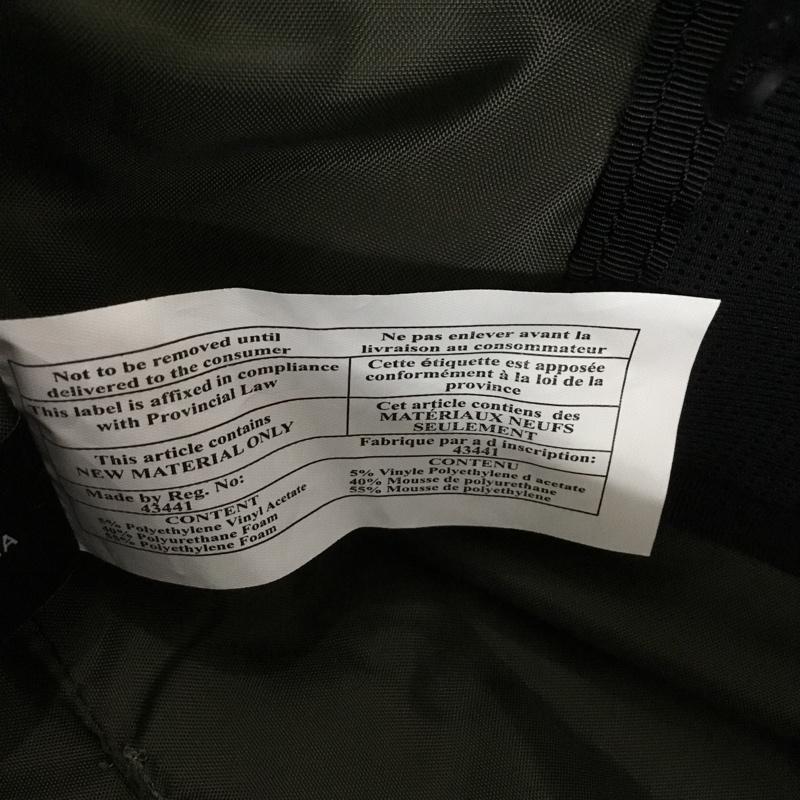 Not to be removed until
delivered to the consumer
This label is affixed in compliance
with Provincial Law
This article contains
NEW MATERIAL ONLY
Made by Reg. No:
43441
CONTENT
5% Polyethylene Vinyl Acetate
40% Polyurethane Foam
55% Polyethylene Foam
Ne pas enlever avant la
livraison au consommateur
Cette étiquette est apposée
conformément à la loi de la
province
Cet article contiens des
MATÉRIAUX NEUFS
SEULEMENT
Fabrique par a d inscription:
43441
CONTENU
5% Vinyle Polyethylene d acetate
40% Mousse de polyurethane
55% Mousse de polyethylene
A